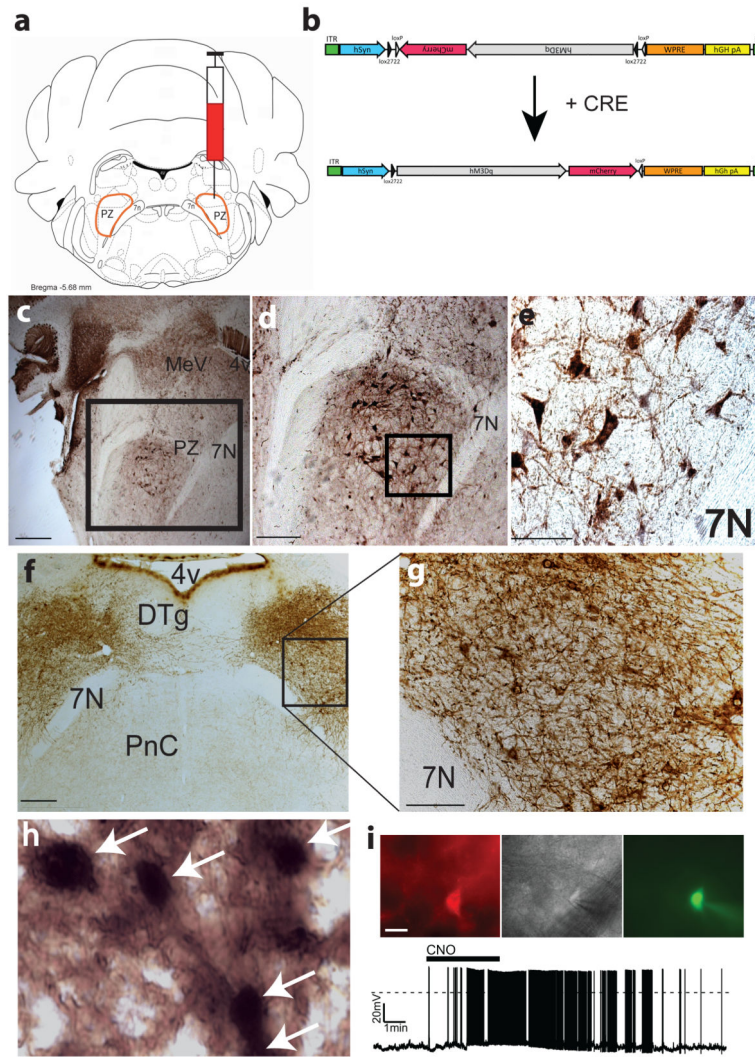 a
PZ
7n
7n
PZ
Bregma -5.68 mm
b
ITR
hSyn
loxP
mCherry
hM3Dq
loxP
WPRE
hGH pA
lox2722
lox2722
+ CRE
ITR
hSyn
hM3Dq
mCherry
loxP
WPRE
hGh pA
lox2722
c
MeV
4v
PZ
7N
d
7N
e
7N
f
4v
DTg
7N
PnC
g
7N
h
i
CNO
20mV
1min